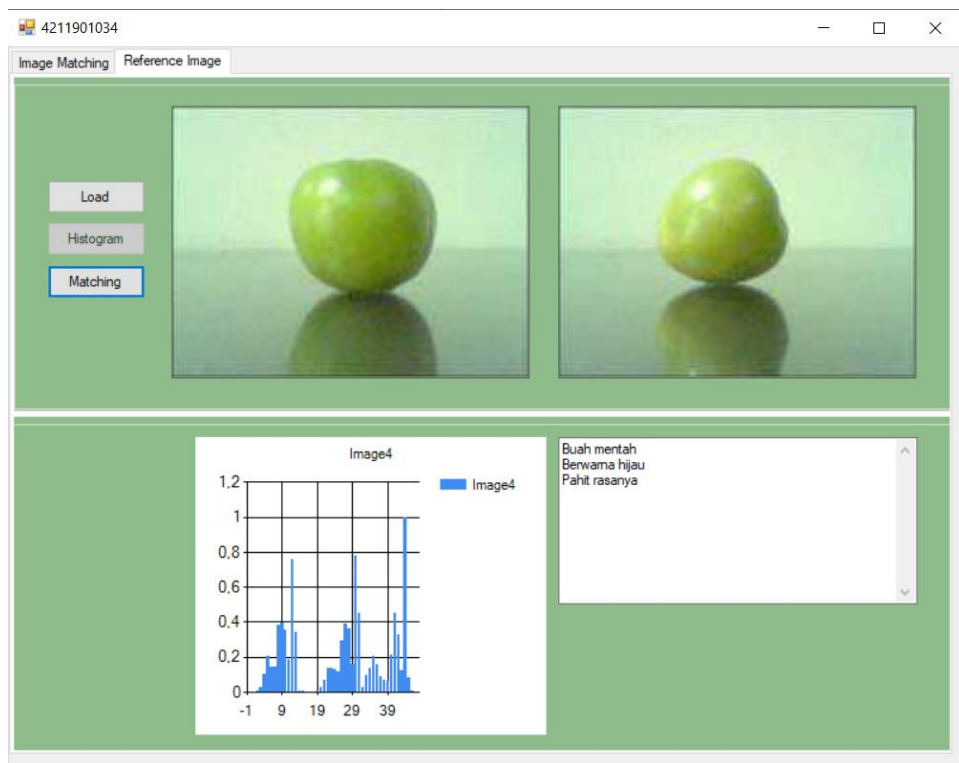 4211901034
Image Matching
Reference Image
Load
Histogram
Matching
Image4
1,2
1
0,8
0,6
0,4
0,2
0
-1 9 19 29 39
Image4
Buah mentah
Berwarna hijau
Pahit rasanya